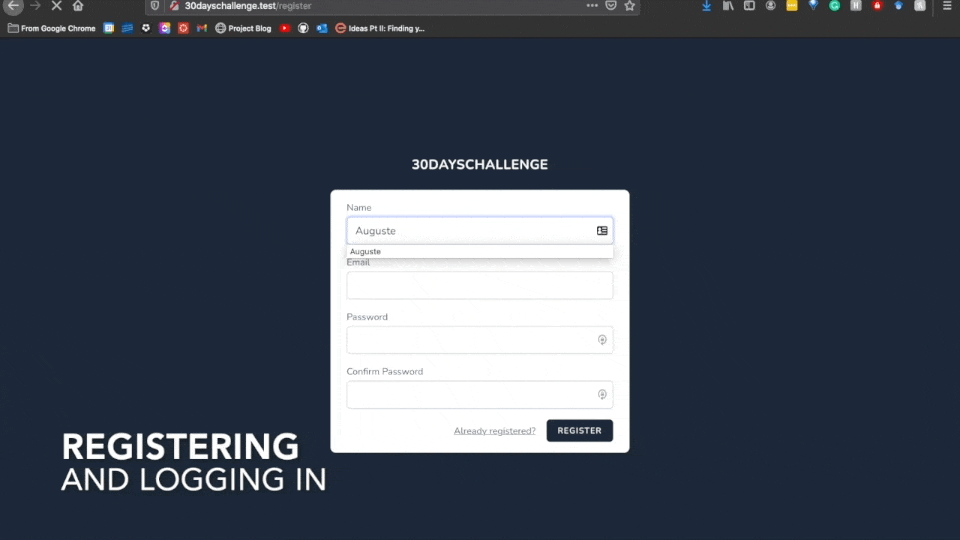 30dayschallenge.test/register
From Google Chrome
Project Blog
Ideas Pt II: Finding y...
30DAYSCHALLENGE
Name
Auguste
Auguste
Email
Password
Confirm Password
Already registered? REGISTER
REGISTERING
AND LOGGING IN